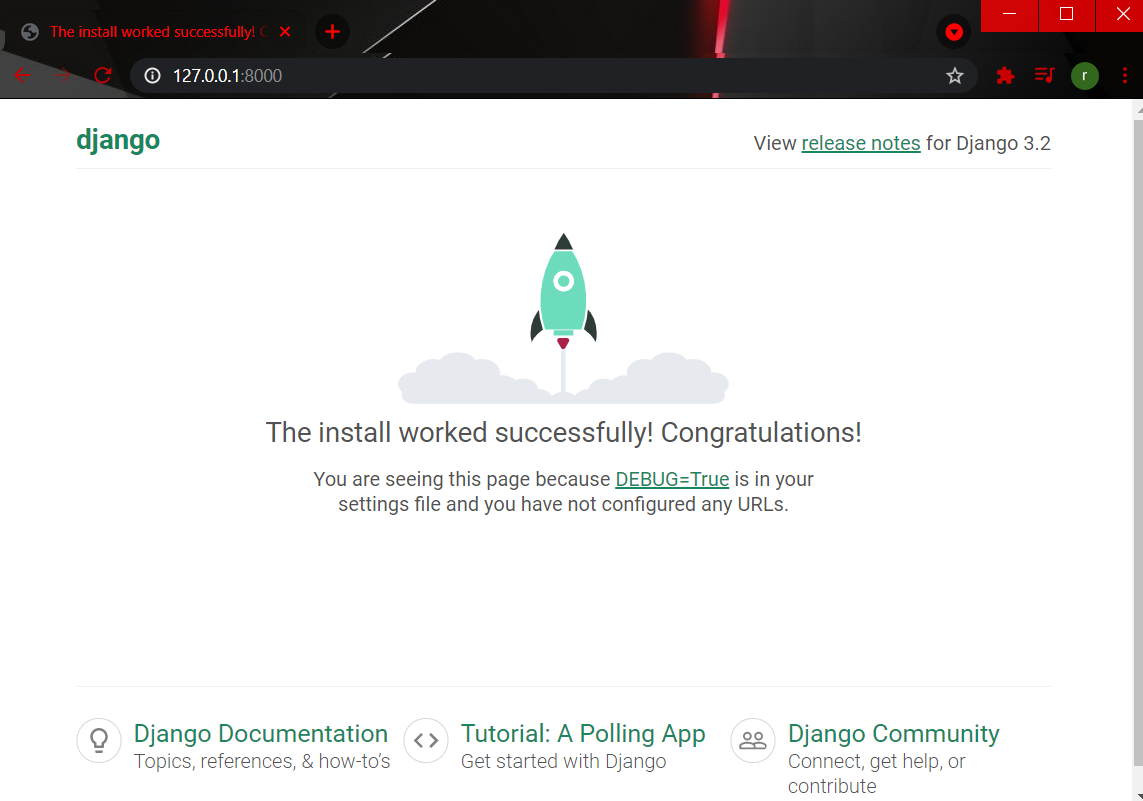 The install worked successfully! C
127.0.0.1:8000
r
django
View release notes for Django 3.2
The install worked successfully! Congratulations!
You are seeing this page because DEBUG=True is in your
settings file and you have not configured any URLs.
Django Documentation
Topics, references, & how-to’s
Tutorial: A Polling App
Get started with Django
Django Community
Connect, get help, or
contribute